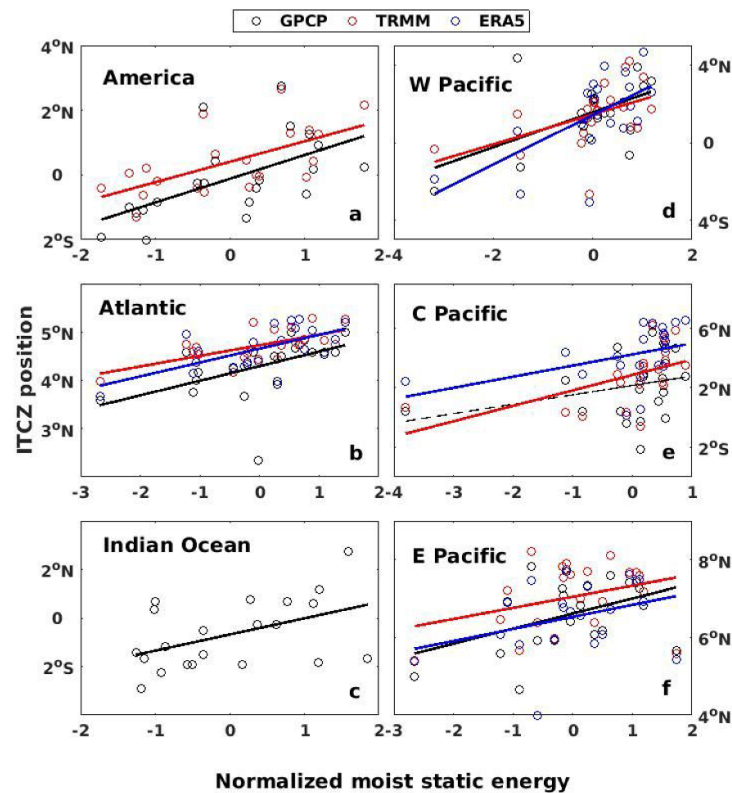 GPCP TRMM ERA5
America
4°N
2°N
0
2°S
-2 -1 0 1 2
a
W Pacific
4°N
0
4°S
-4 -2 0 2
d
Atlantic
5°N
4°N
3°N
-3 -2 -1 0 1 2
b
C Pacific
6°N
2°N
2°S
-4 -3 -2 -1 0 1
e
Indian Ocean
2°N
0
2°S
-2 -1 0 1 2
c
E Pacific
8°N
6°N
4°N
-3 -2 -1 0 1 2
f
ITCZ position
Normalized moist static energy